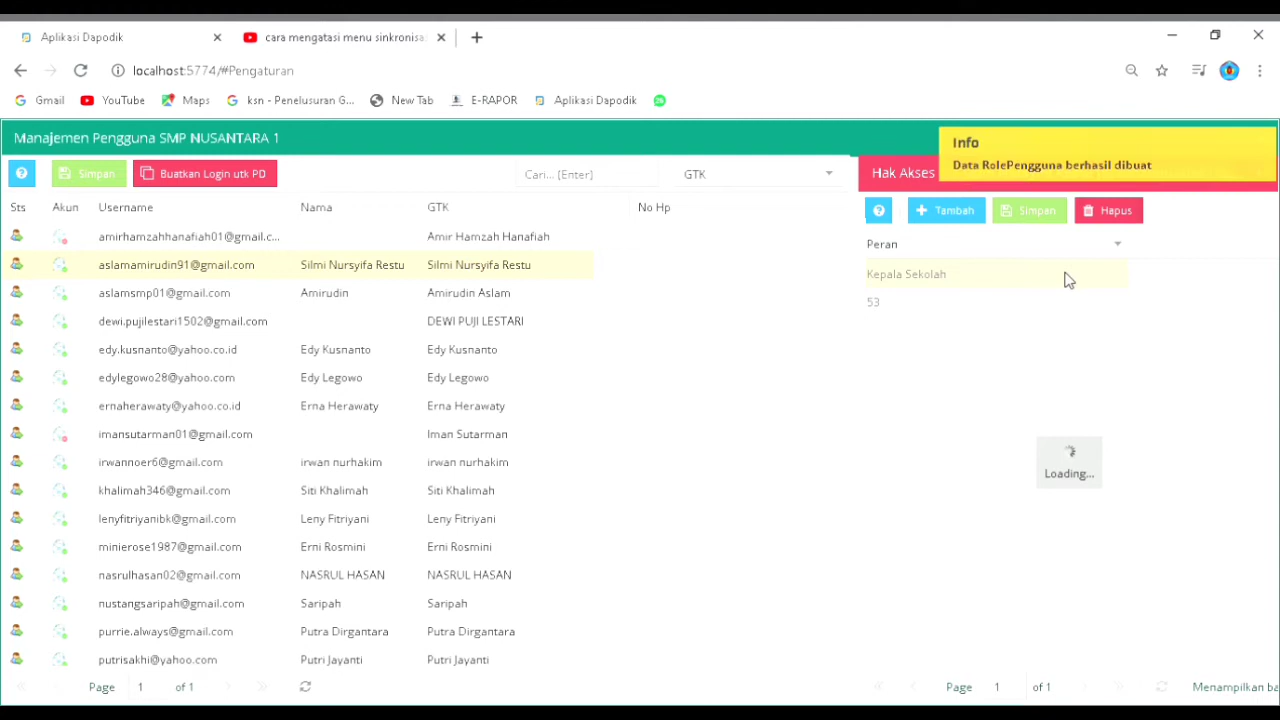 Aplikasi Dapodik
cara mengatasi menu sinkronisa
localhost:5774/#Pengaturan
Gmail YouTube Maps ksn - Penelusuran G... New Tab E-RAPOR Aplikasi Dapodik
Manajemen Pengguna SMP NUSANTARA 1
Info
Data RolePengguna berhasil dibuat
? Simpan Buatkan Login utk PD Cari... [Enter] GTK
Hak Akses
? + Tambah Simpan Hapus
Sts Akun Username Nama GTK No Hp
Peran
amirhamzahhanafiah01@gmail.c... Amir Hamzah Hanafiah
aslamamirudin91@gmail.com Silmi Nursyifa Restu Silmi Nursyifa Restu
Kepala Sekolah
aslamsmp01@gmail.com Amirudin Amirudin Aslam
53
dewi.pujilestari1502@gmail.com DEWI PUJI LESTARI
edy.kusnanto@yahoo.co.id Edy Kusnanto Edy Kusnanto
edylegowo28@yahoo.com Edy Legowo Edy Legowo
ernaherawaty@yahoo.co.id Erna Herawaty Erna Herawaty
imansutarman01@gmail.com Iman Sutarman
irwannoer6@gmail.com irwan nurhakim irwan nurhakim
Loading...
khalimah346@gmail.com Siti Khalimah Siti Khalimah
lenyfitriyanibk@gmail.com Leny Fitriyani Leny Fitriyani
minierose1987@gmail.com Erni Rosmini Erni Rosmini
nasrulhasan02@gmail.com NASRUL HASAN NASRUL HASAN
nustangsaripah@gmail.com Saripah Saripah
purrie.always@gmail.com Putra Dirgantara Putra Dirgantara
putrisakhi@yahoo.com Putri Jayanti Putri Jayanti
Page 1 of 1
Page 1 of 1 Menampilkan ba